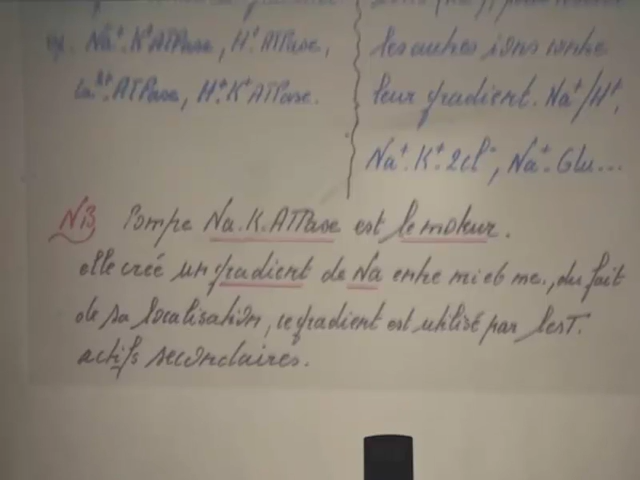 ex. Na⁺.K⁺ATPase, H⁺.ATPase,
Ca²⁺.ATPase, H⁺.K⁺ATPase.
les autres ions contre
leur gradient. Na⁺/H⁺,
Na⁺.K⁺.2cl⁻, Na⁺.Glu...
NB Pompe Na.K.ATPase est le moteur.
elle crée un gradient de Na entre mi et me., du fait
de sa localisation, ce gradient est utilisé par les T.
actifs secondaires.